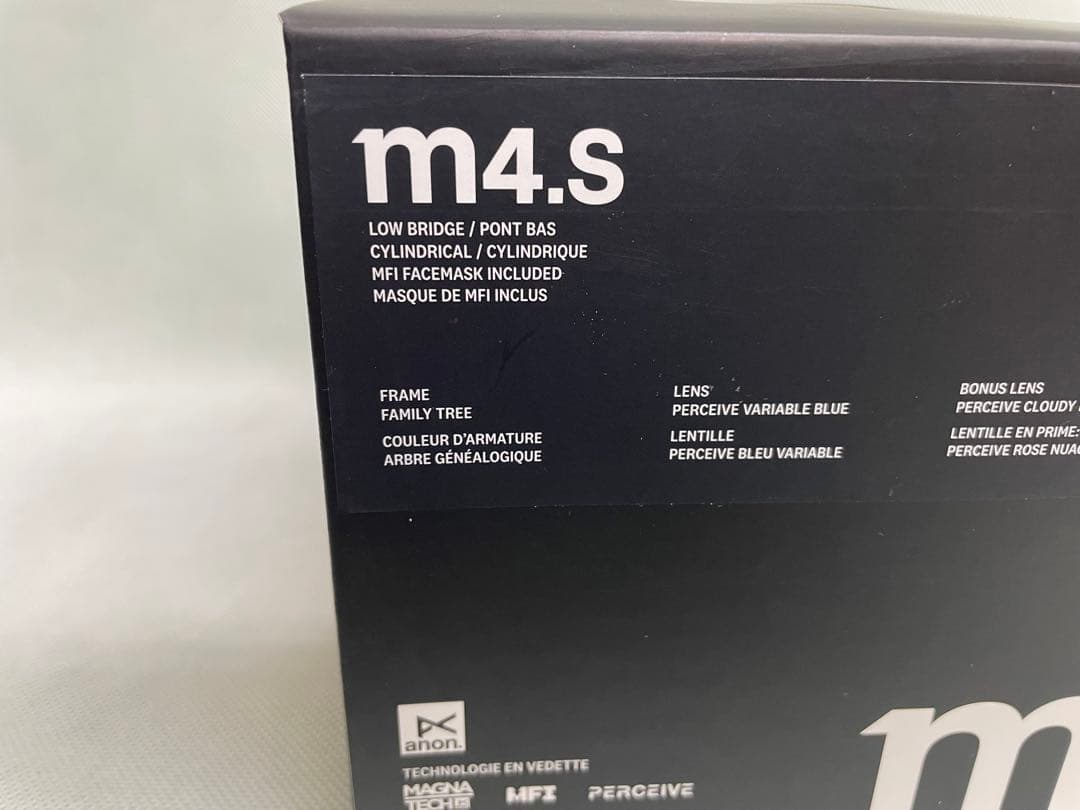 m4.S
LOW BRIDGE / PONT BAS
CYLINDRICAL / CYLINDRIQUE
MFI FACEMASK INCLUDED
MASQUE DE MFI INCLUS
FRAME
FAMILY TREE
COULEUR D'ARMATURE
ARBRE GÉNÉALOGIQUE
LENS
PERCEIVE VARIABLE BLUE
LENTILLE
PERCEIVE BLEU VARIABLE
BONUS LENS
PERCEIVE CLOUDY
LENTILLE EN PRIME:
PERCEIVE ROSE
anon.
TECHNOLOGIE EN VEDETTE
MAGNA
TECH
MFI
PERCEIVE
m